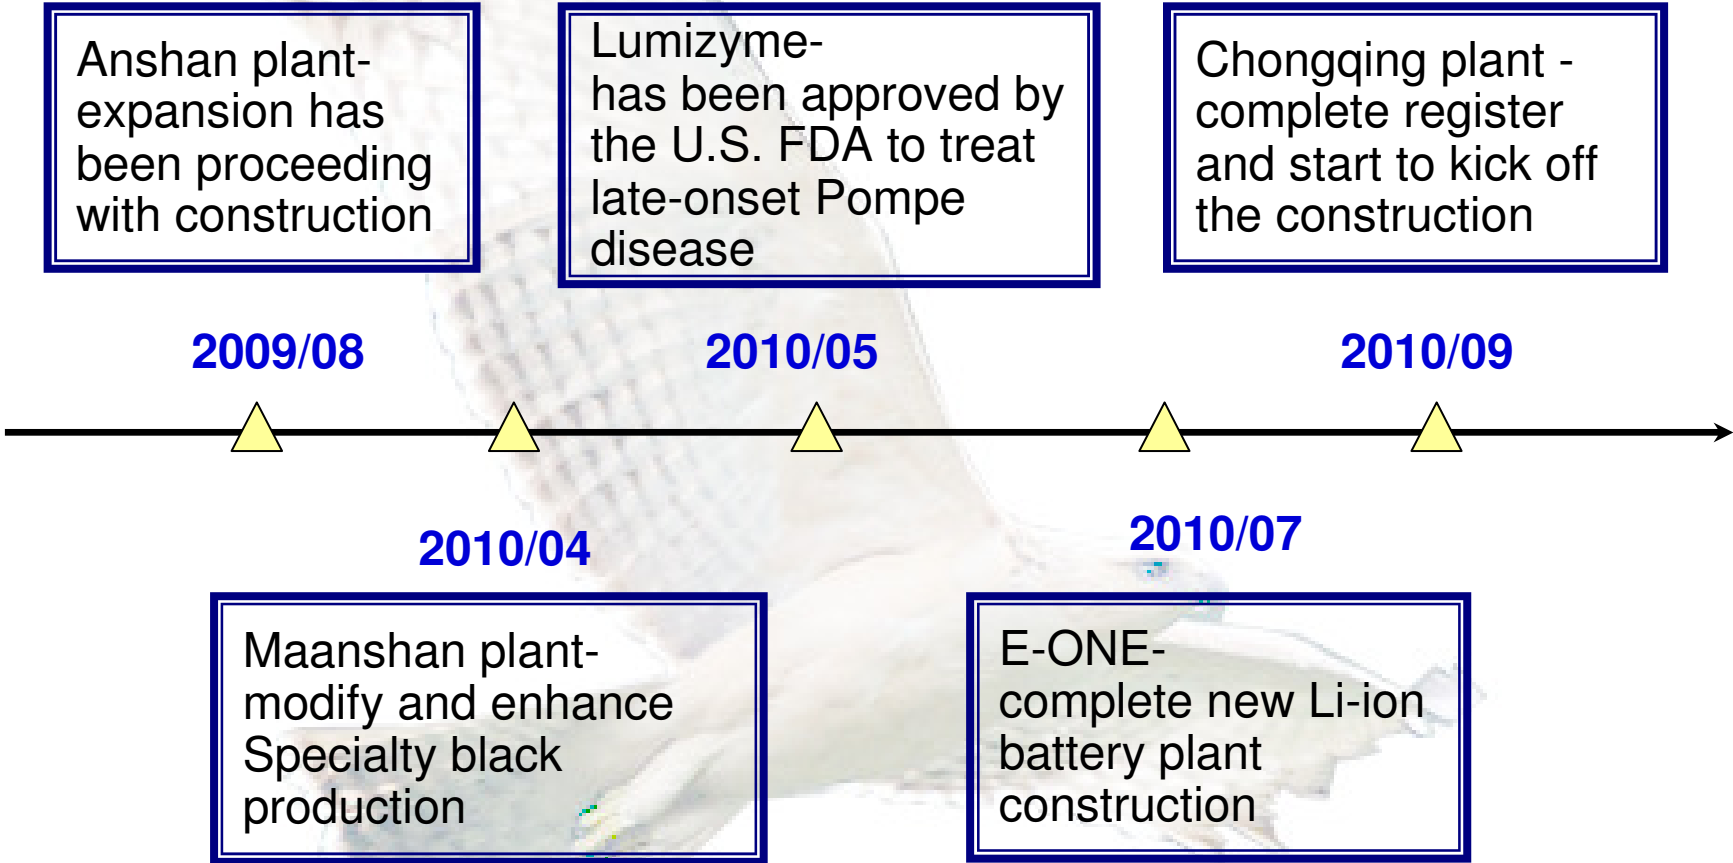 Anshan plant-
expansion has
been proceeding
with construction
Lumizyme-
has been approved by
the U.S. FDA to treat
late-onset Pompe
disease
Chongqing plant -
complete register
and start to kick off
the construction
2009/08
2010/05
2010/09
2010/04
2010/07
Maanshan plant-
modify and enhance
Specialty black
production
E-ONE-
complete new Li-ion
battery plant
construction